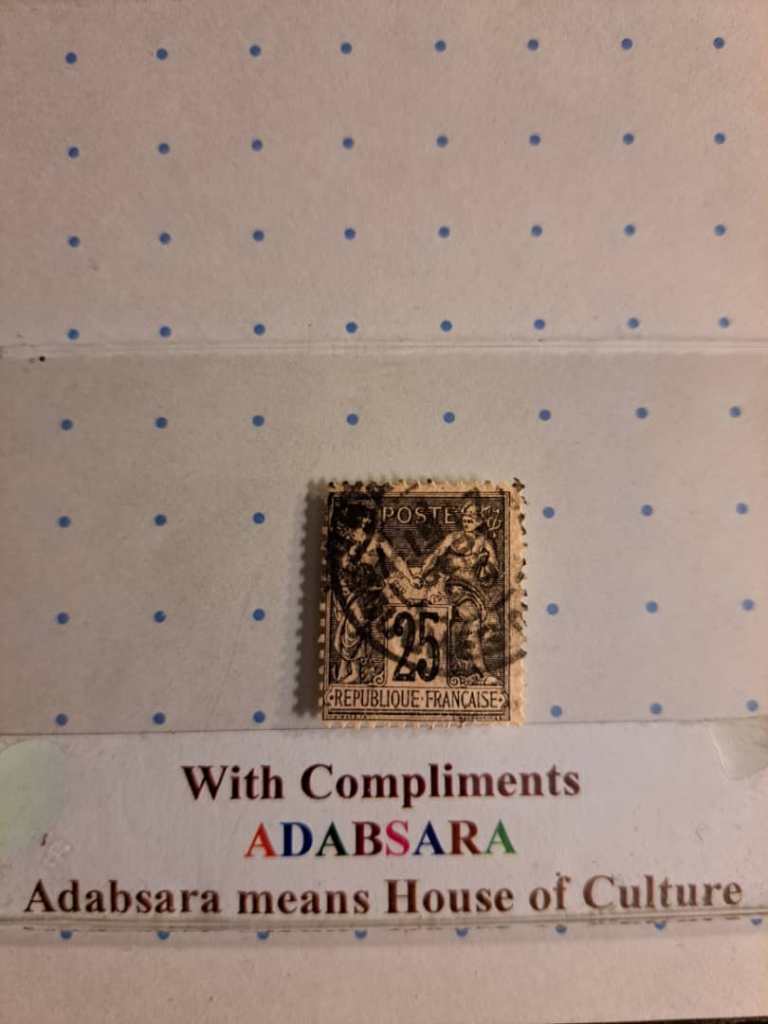 POSTE
25
·REPUBLIQUE·FRANÇAISE·
With Compliments
ADABSARA
Adabsara means House of Culture